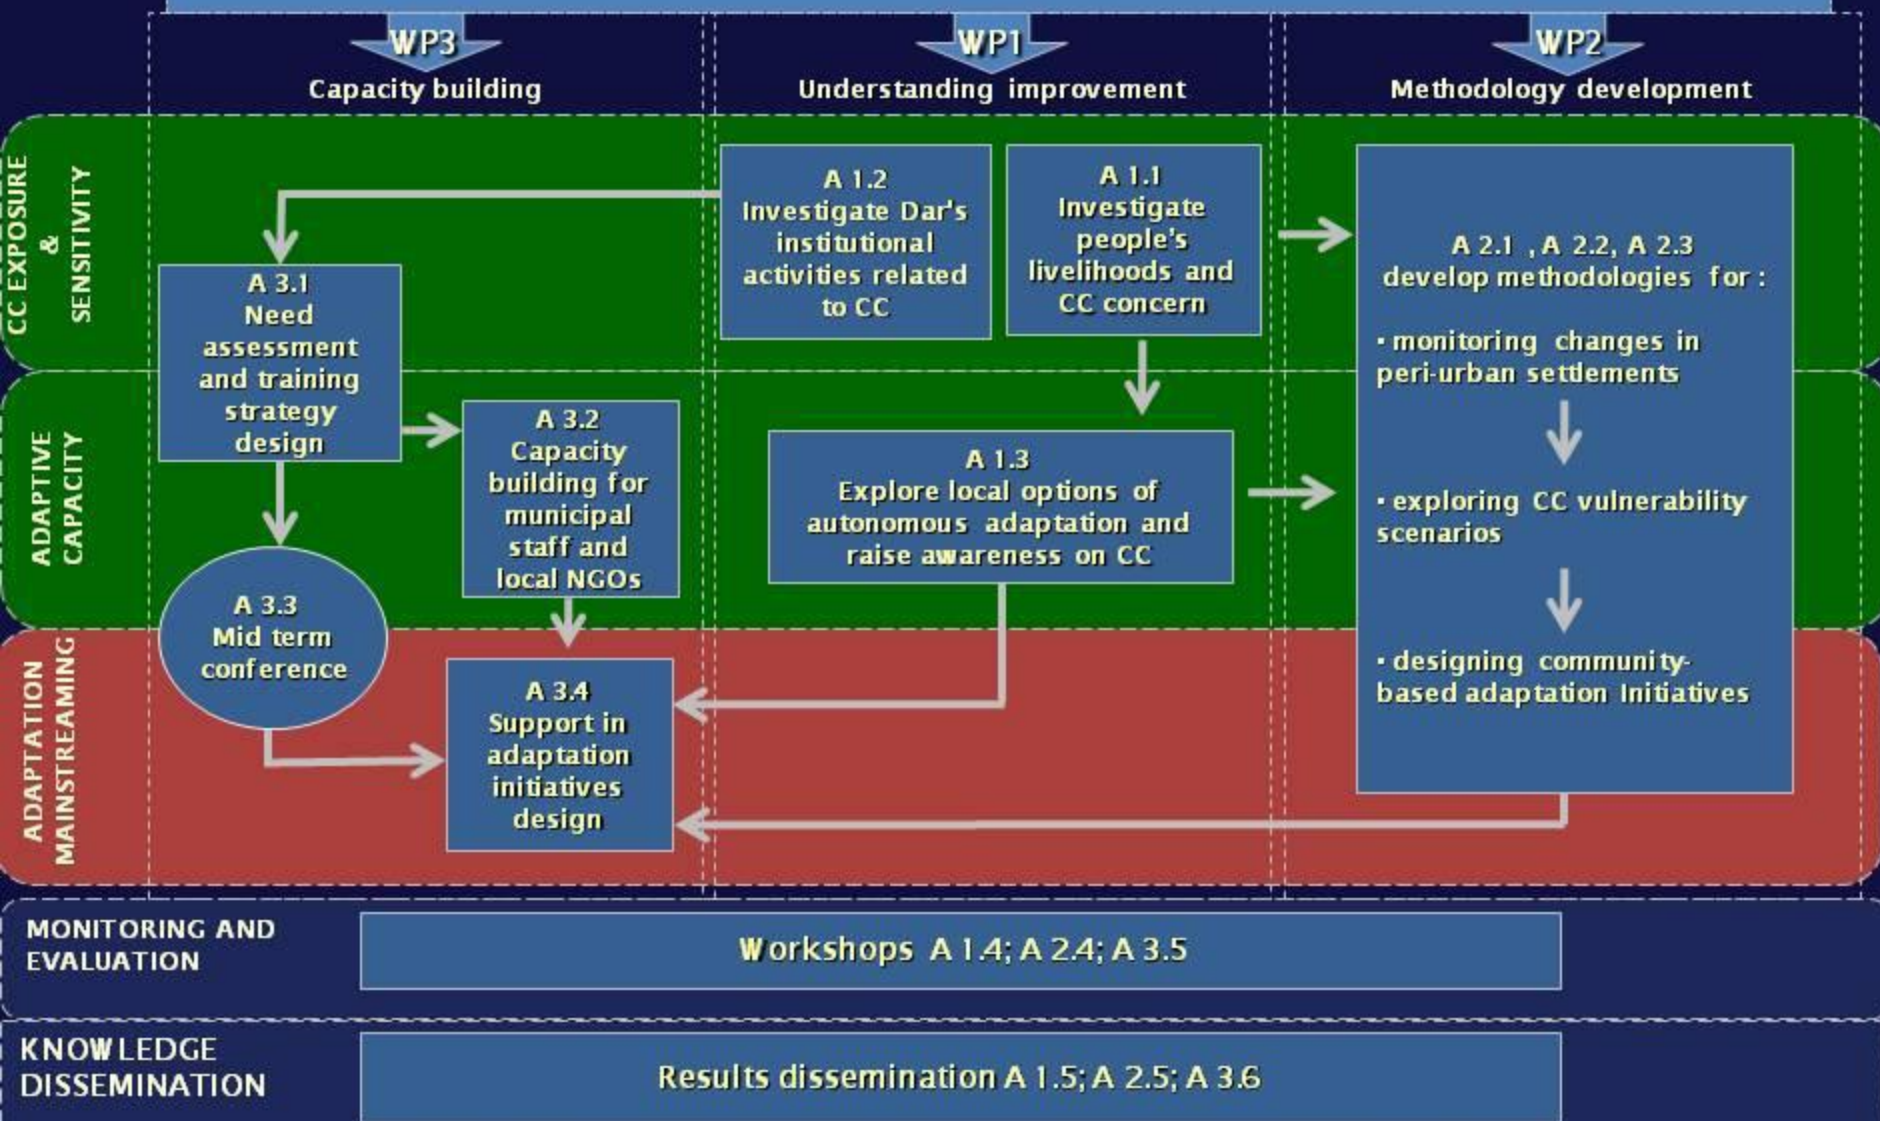 WP3
Capacity building
WP1
Understanding improvement
WP2
Methodology development
CC EXPOSURE
&
SENSITIVITY
A 1.2
Investigate Dar's
institutional
activities related
to CC
A 1.1
Investigate
people's
livelihoods and
CC concern
A 2.1 , A 2.2, A 2.3
develop methodologies for :
▪ monitoring changes in
peri-urban settlements
▪ exploring CC vulnerability
scenarios
▪ designing community-
based adaptation Initiatives
A 3.1
Need
assessment
and training
strategy
design
ADAPTIVE
CAPACITY
A 3.2
Capacity
building for
municipal
staff and
local NGOs
A 1.3
Explore local options of
autonomous adaptation and
raise awareness on CC
A 3.3
Mid term
conference
ADAPTATION
MAINSTREAMING
A 3.4
Support in
adaptation
initiatives
design
MONITORING AND
EVALUATION
Workshops A 1.4; A 2.4; A 3.5
KNOWLEDGE
DISSEMINATION
Results dissemination A 1.5; A 2.5; A 3.6